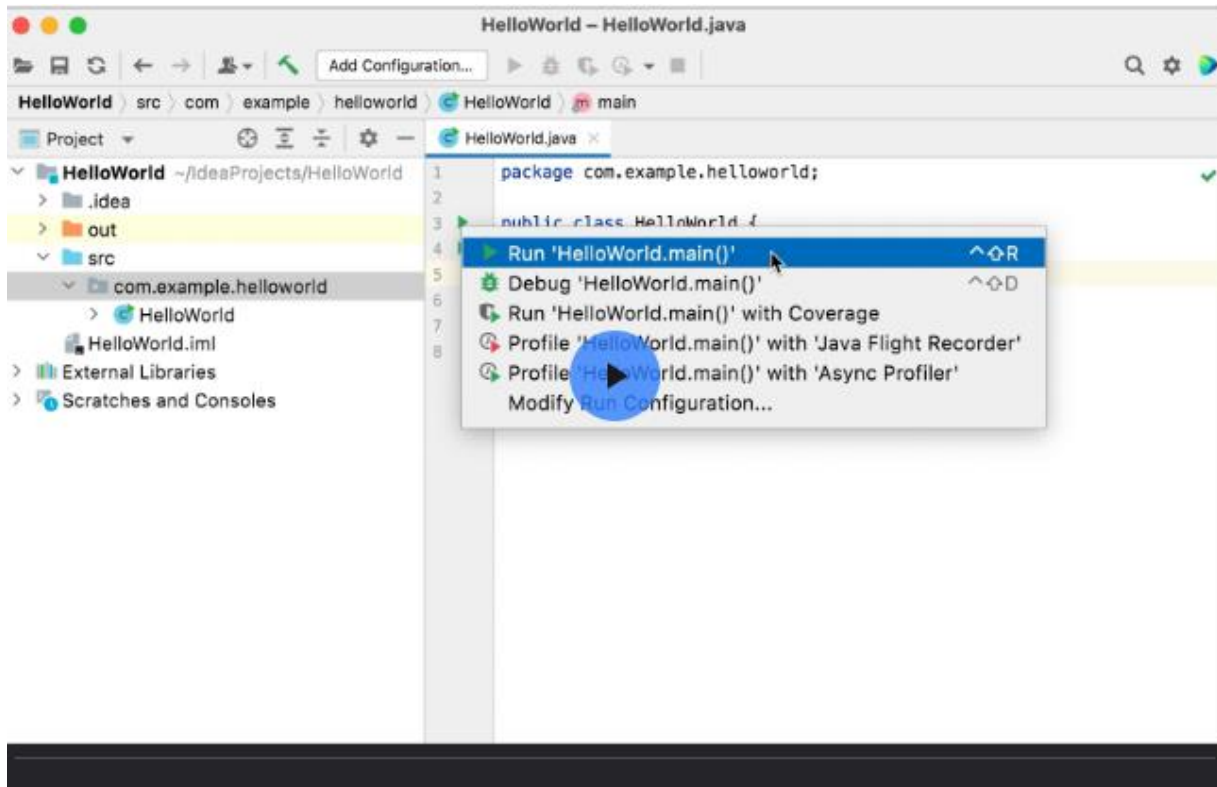 HelloWorld – HelloWorld.java
Add Configuration...
HelloWorld src com example helloworld HelloWorld m main
Project
HelloWorld.java
HelloWorld ~/IdeaProjects/HelloWorld
.idea
out
src
com.example.helloworld
HelloWorld
HelloWorld.iml
External Libraries
Scratches and Consoles
1 package com.example.helloworld;
2
3 public class HelloWorld {
4
5
6
7
8
Run 'HelloWorld.main()' ^⇧R
Debug 'HelloWorld.main()' ^⇧D
Run 'HelloWorld.main()' with Coverage
Profile 'HelloWorld.main()' with 'Java Flight Recorder'
Profile 'HelloWorld.main()' with 'Async Profiler'
Modify Run Configuration...